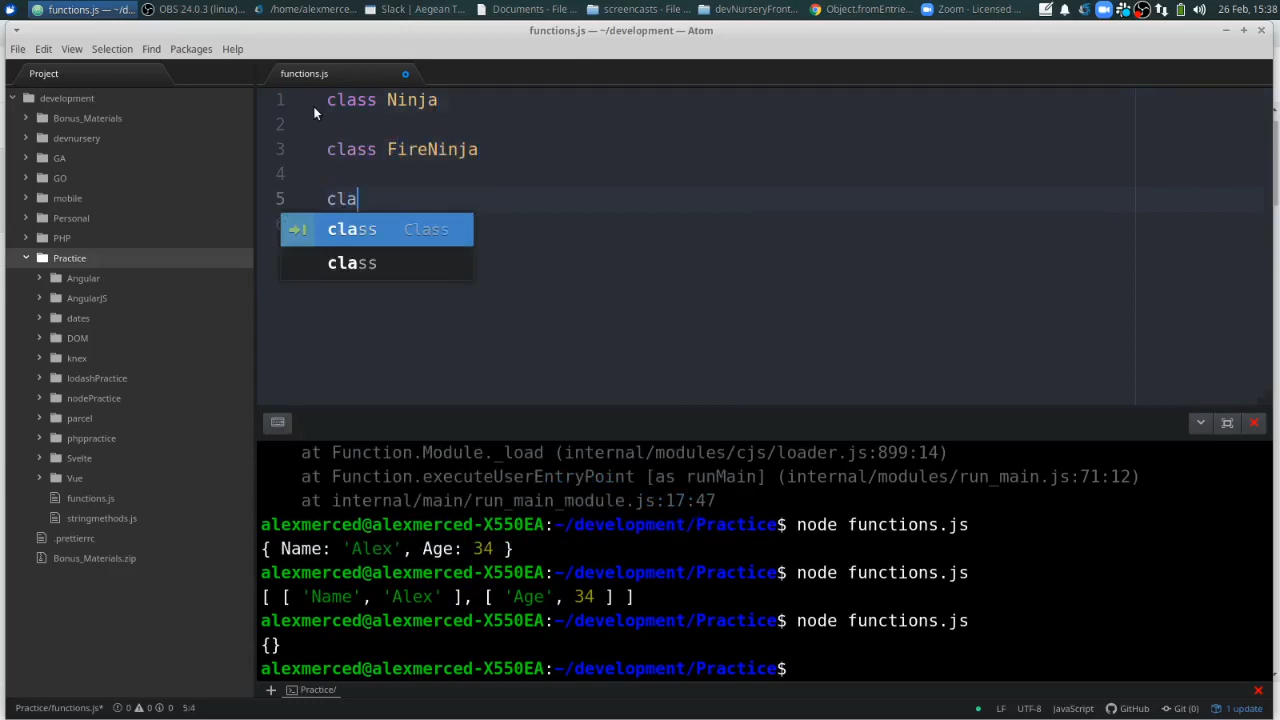 functions.js — ~/d...
OBS 24.0.3 (linux)...
/home/alexmerce...
Slack | Aegean T...
Documents - File ...
screencasts - File ...
devNurseryFront...
Object.fromEntrie...
Zoom - Licensed ...
26 Feb, 15:38
functions.js — ~/development — Atom
File Edit View Selection Find Packages Help
Project
functions.js
development
Bonus_Materials
devnursery
GA
GO
mobile
Personal
PHP
Practice
Angular
AngularJS
dates
DOM
knex
lodashPractice
nodePractice
parcel
phppractice
Svelte
Vue
functions.js
stringmethods.js
.prettierrc
Bonus_Materials.zip
1 class Ninja
2
3 class FireNinja
4
5 cla
class Class
class
at Function.Module._load (internal/modules/cjs/loader.js:899:14)
at Function.executeUserEntryPoint [as runMain] (internal/modules/run_main.js:71:12)
at internal/main/run_main_module.js:17:47
alexmerced@alexmerced-X550EA:~/development/Practice$ node functions.js
{ Name: 'Alex', Age: 34 }
alexmerced@alexmerced-X550EA:~/development/Practice$ node functions.js
[ [ 'Name', 'Alex' ], [ 'Age', 34 ] ]
alexmerced@alexmerced-X550EA:~/development/Practice$ node functions.js
{}
alexmerced@alexmerced-X550EA:~/development/Practice$
Practice/
Practice/functions.js* 0 0 0 5:4
LF UTF-8 JavaScript GitHub Git (0) 1 update